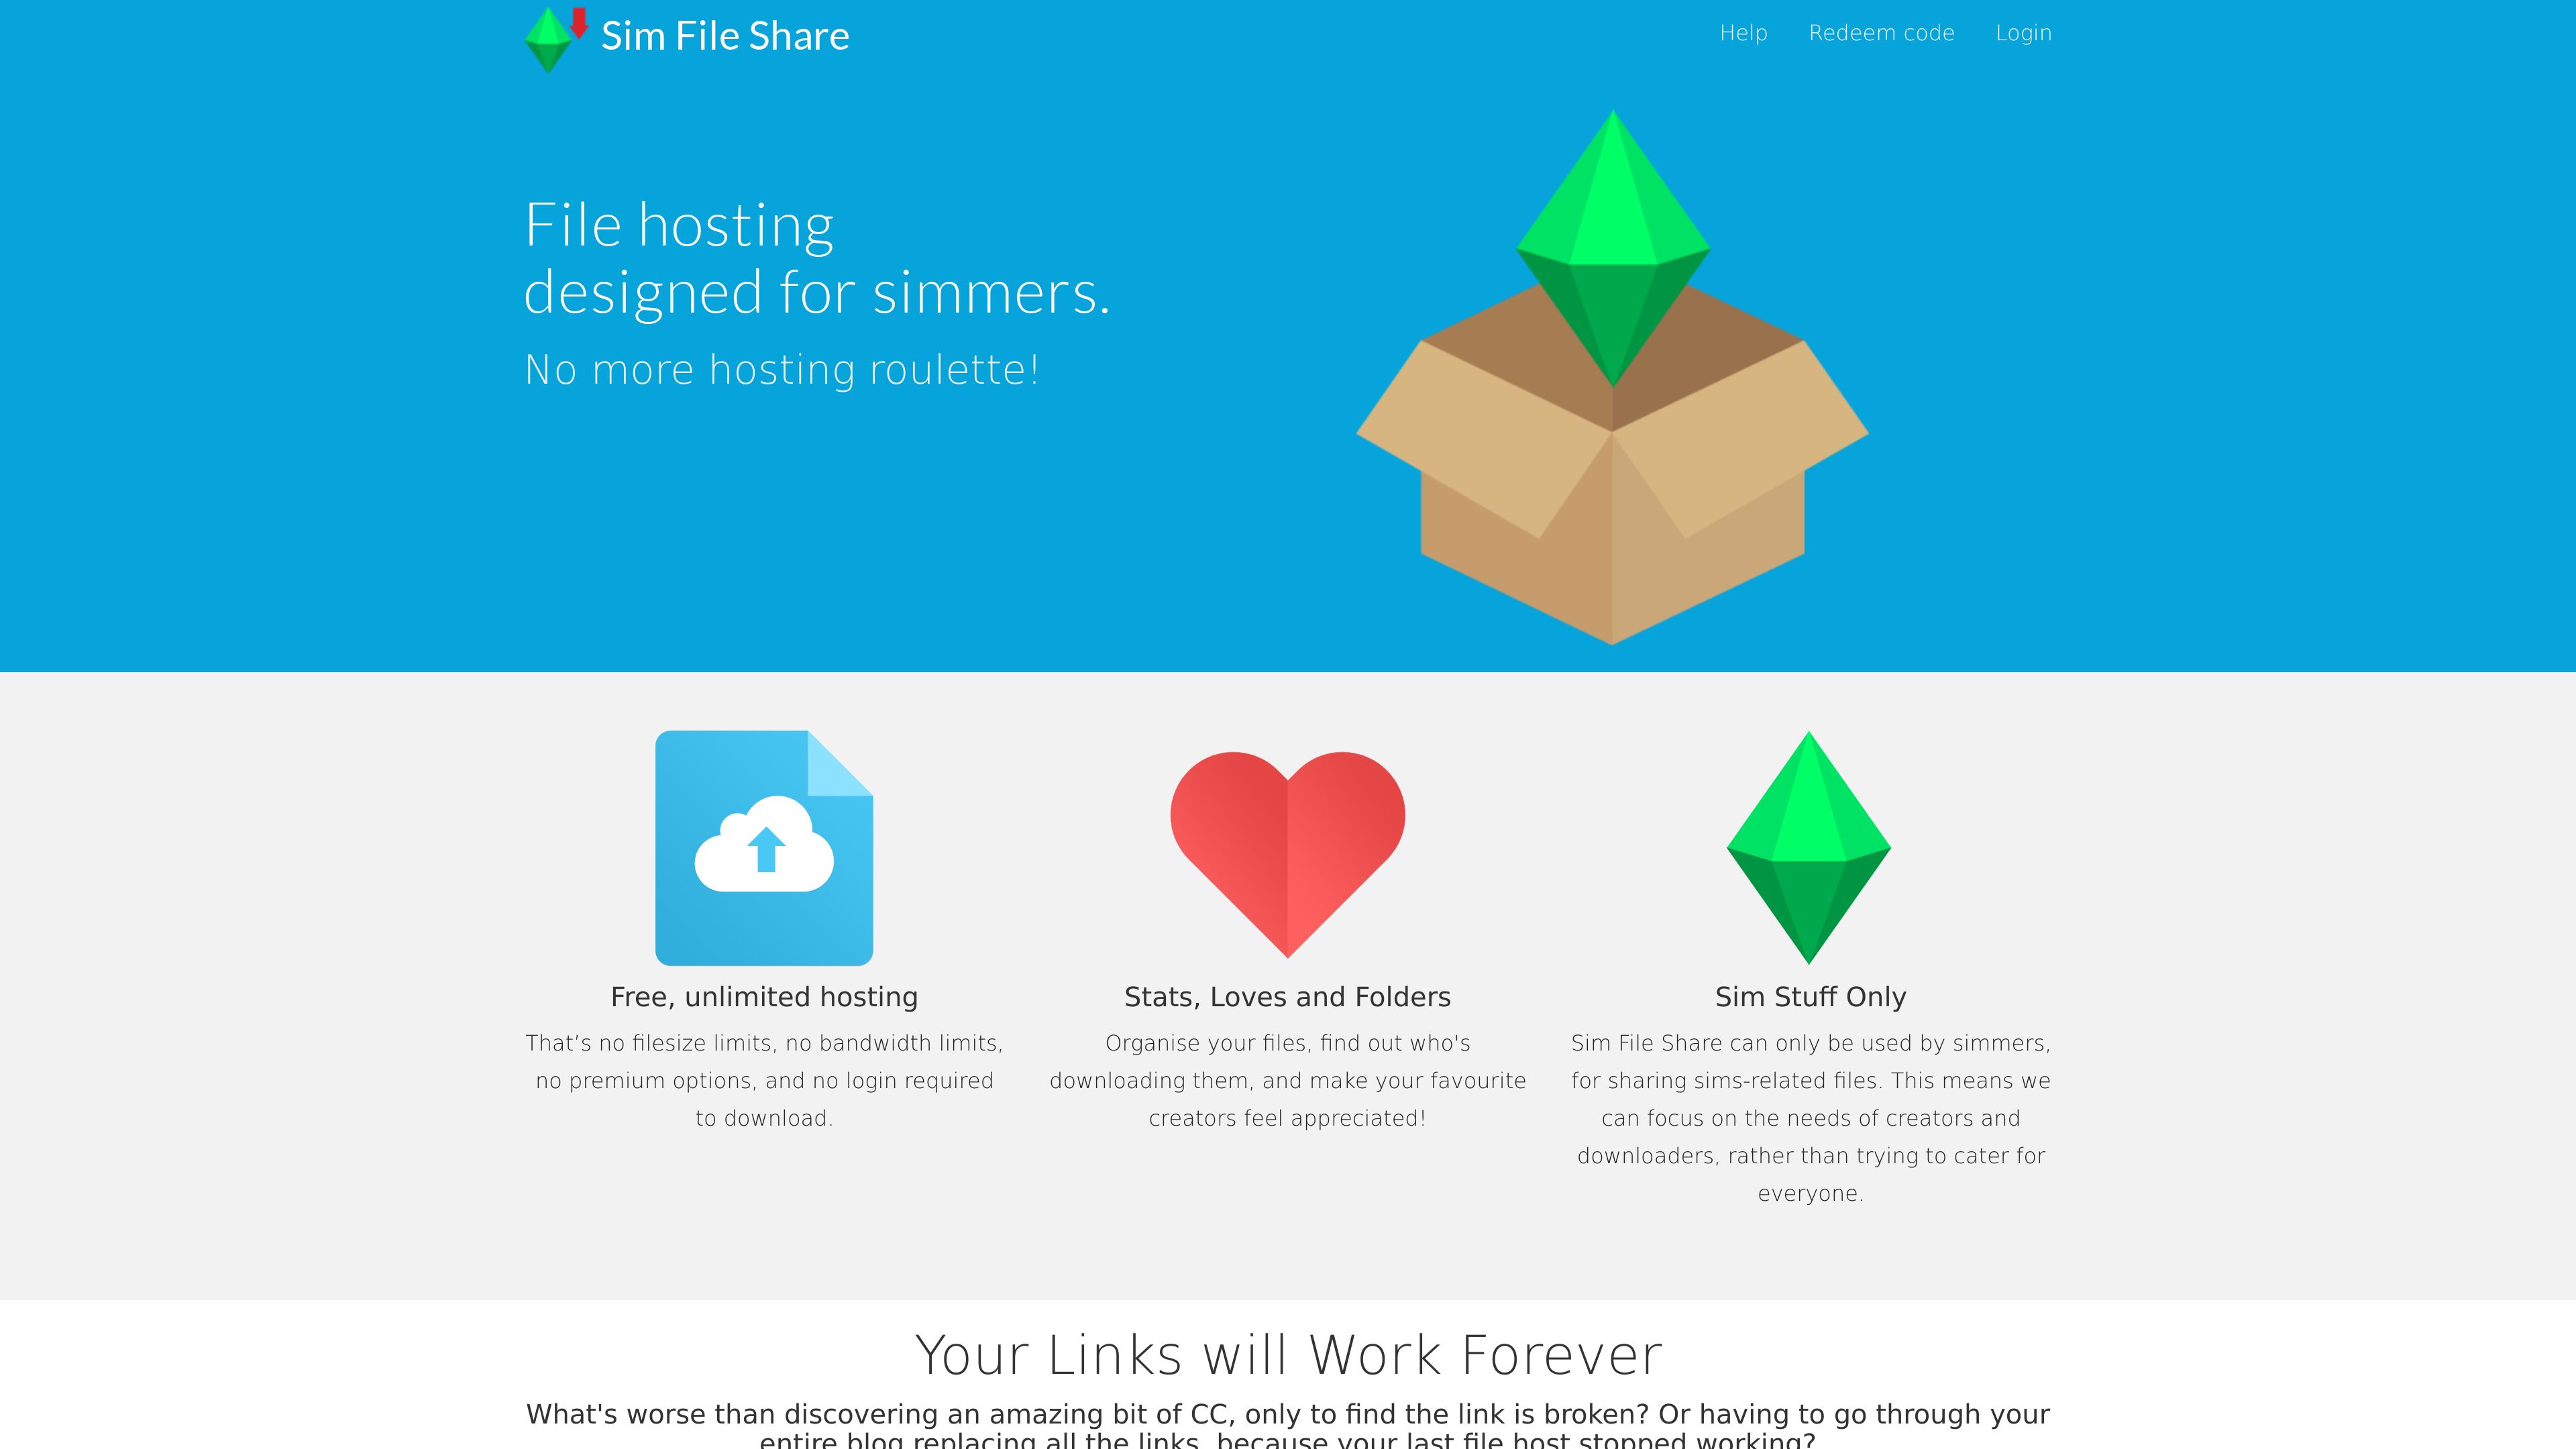 Sim File Share
Help
Redeem code
Login
File hosting
designed for simmers.
No more hosting roulette!
Free, unlimited hosting
That’s no filesize limits, no bandwidth limits,
no premium options, and no login required
to download.
Stats, Loves and Folders
Organise your files, find out who's
downloading them, and make your favourite
creators feel appreciated!
Sim Stuff Only
Sim File Share can only be used by simmers,
for sharing sims-related files. This means we
can focus on the needs of creators and
downloaders, rather than trying to cater for
everyone.
Your Links will Work Forever
What's worse than discovering an amazing bit of CC, only to find the link is broken? Or having to go through your
entire blog replacing all the links, because your last file host stopped working?